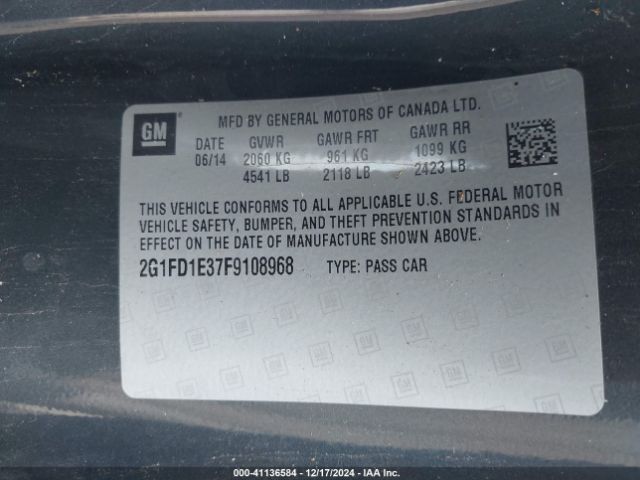 GM
MFD BY GENERAL MOTORS OF CANADA LTD.
DATE GVWR GAWR FRT GAWR RR
06/14 2060 KG 961 KG 1099 KG
4541 LB 2118 LB 2423 LB
THIS VEHICLE CONFORMS TO ALL APPLICABLE U.S. FEDERAL MOTOR
VEHICLE SAFETY, BUMPER, AND THEFT PREVENTION STANDARDS IN
EFFECT ON THE DATE OF MANUFACTURE SHOWN ABOVE.
2G1FD1E37F9108968 TYPE: PASS CAR
000-41136584 - 12/17/2024 - IAA Inc.